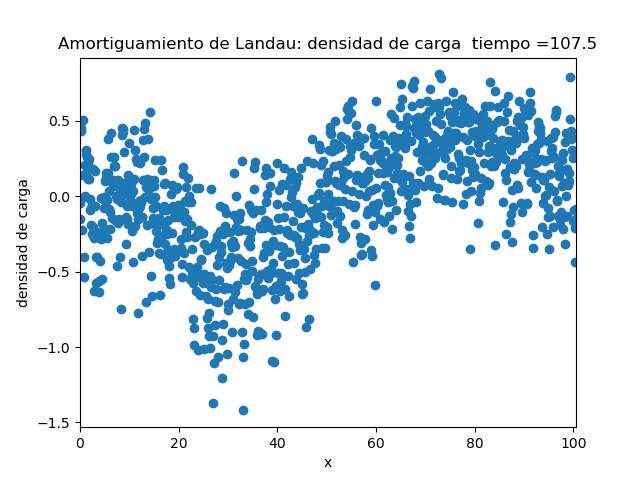 Amortiguamiento de Landau: densidad de carga  tiempo =107.5
densidad de carga
0.5
0.0
−0.5
−1.0
−1.5
0 20 40 60 80 100
x